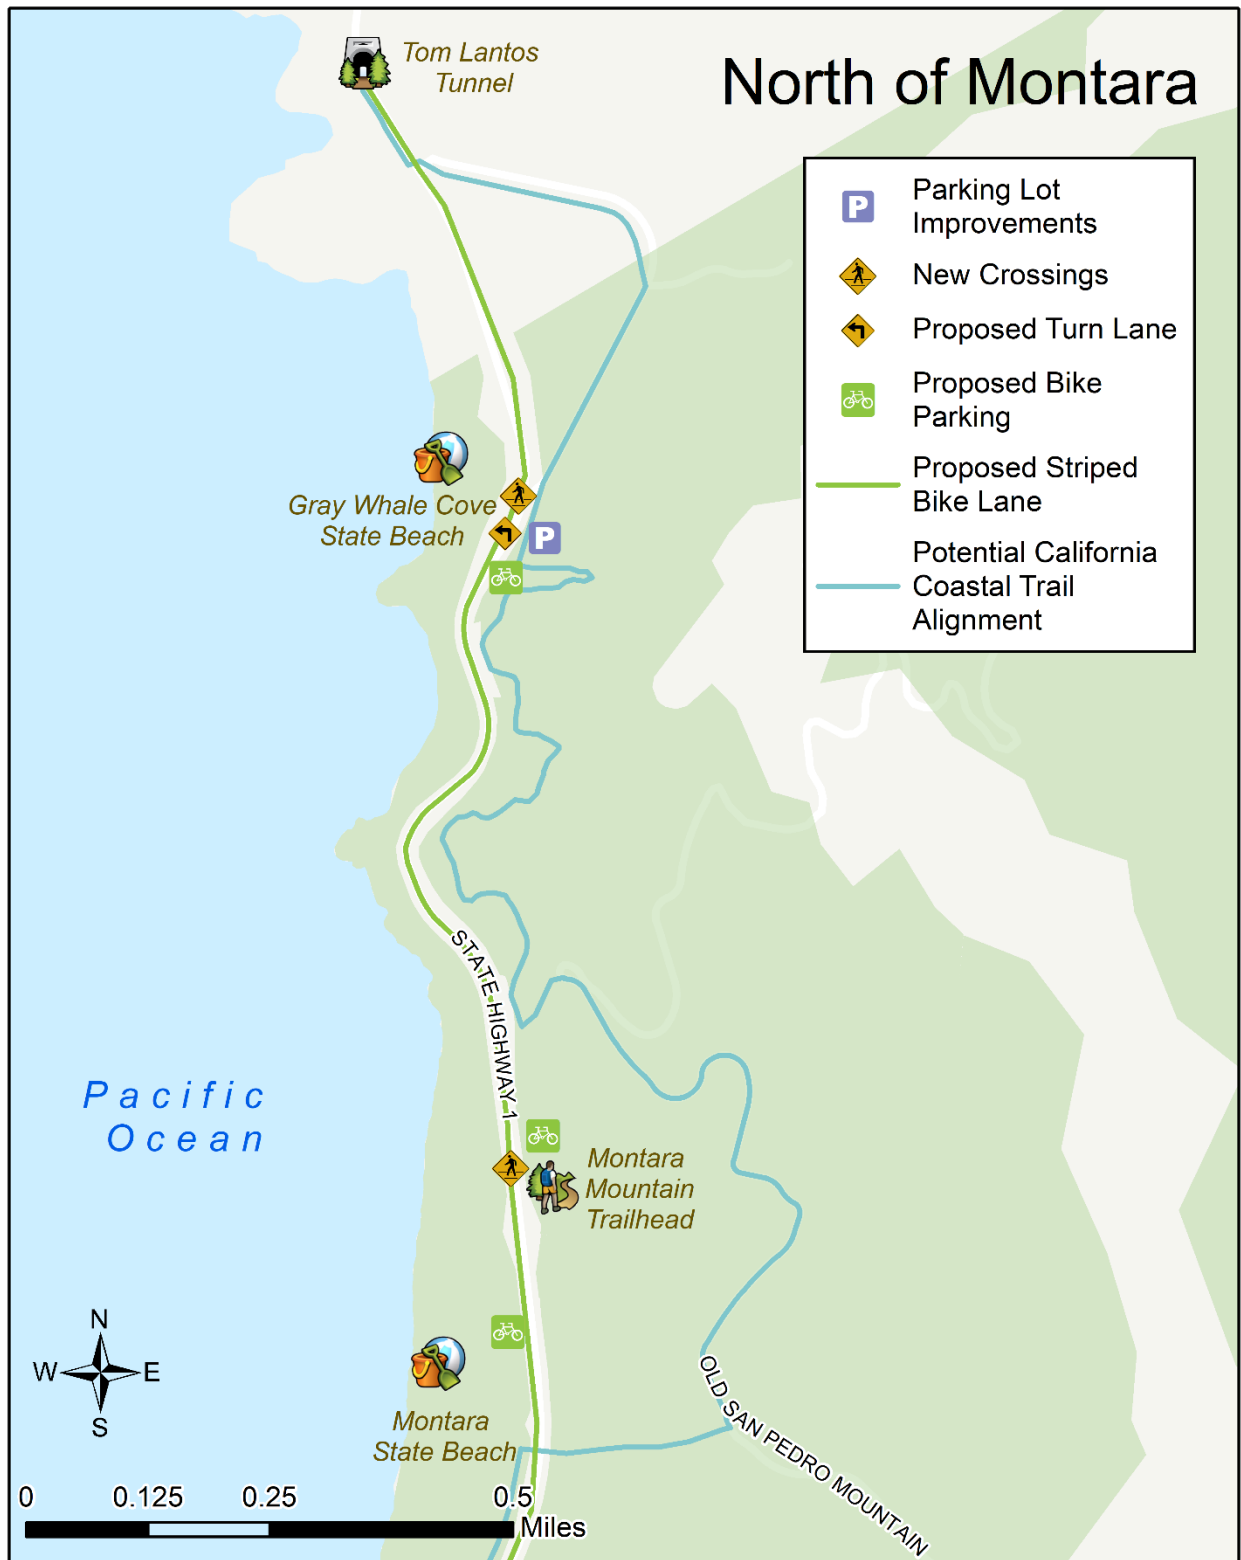 North of Montara
Tom Lantos
Tunnel
P
Parking Lot
Improvements
New Crossings
Proposed Turn Lane
Proposed Bike
Parking
Proposed Striped
Bike Lane
Potential California
Coastal Trail
Alignment
Gray Whale Cove
State Beach
P
STATE HIGHWAY 1
Pacific
Ocean
Montara
Mountain
Trailhead
N
W E
S
Montara
State Beach
OLD SAN PEDRO MOUNTAIN
0 0.125 0.25 0.5
Miles